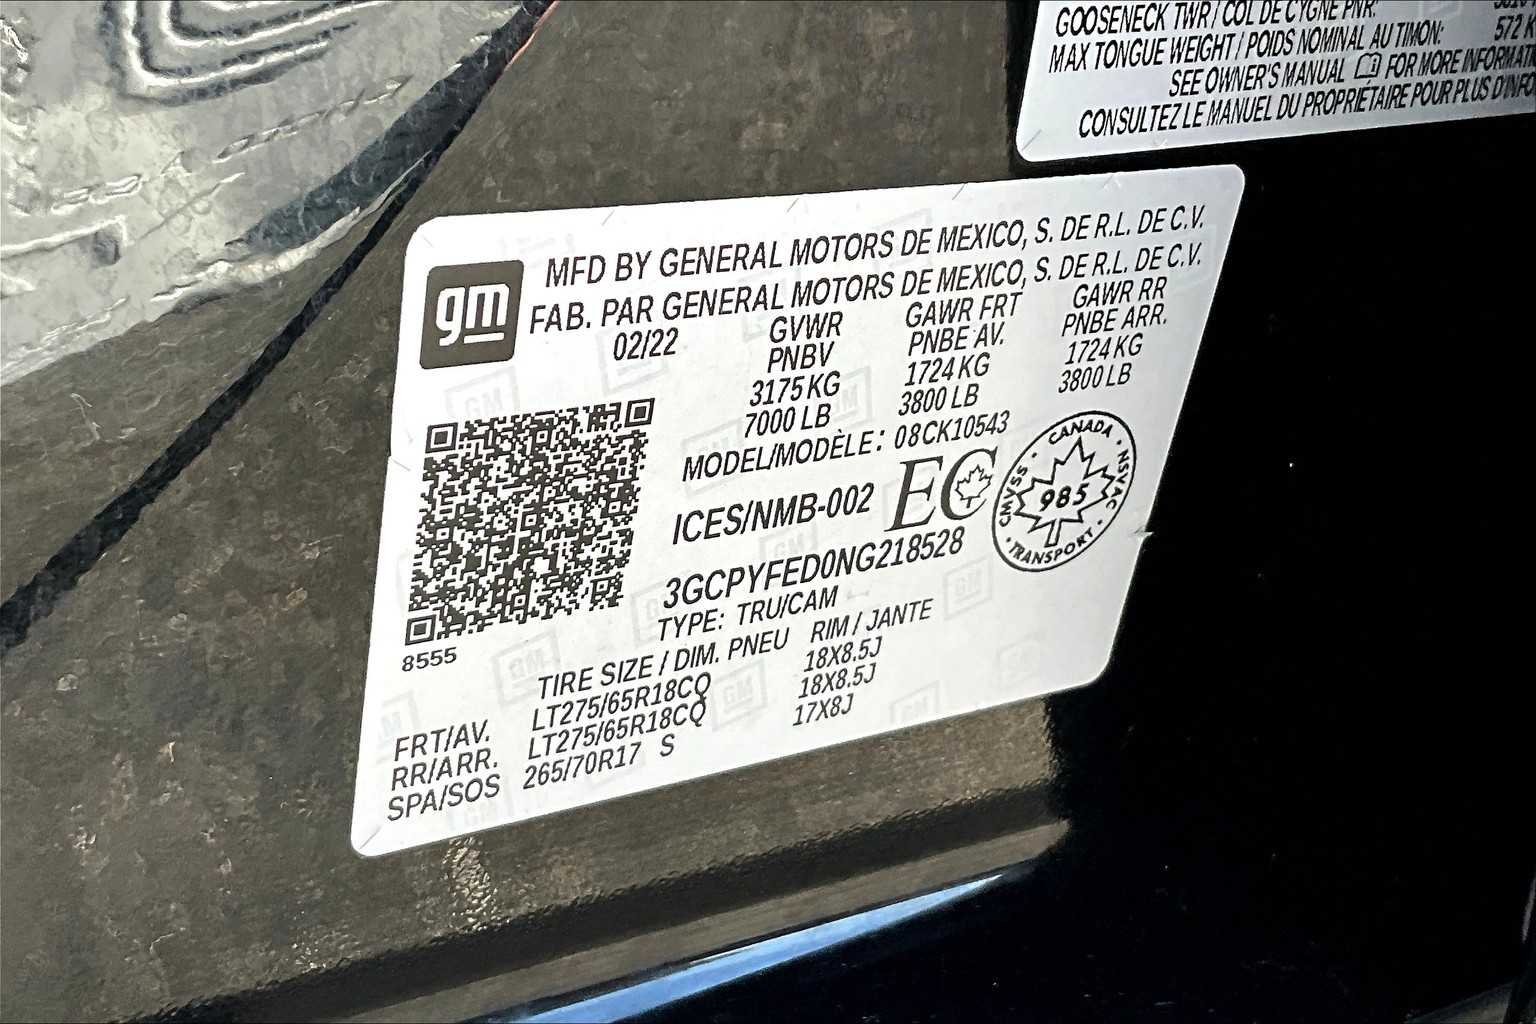 GOOSENECK TWR / COL DE CYGNE PNR:
MAX TONGUE WEIGHT / POIDS NOMINAL AU TIMON: 572 K
SEE OWNER'S MANUAL FOR MORE INFORMATI
CONSULTEZ LE MANUEL DU PROPRIÉTAIRE POUR PLUS D'INFO
gm
MFD BY GENERAL MOTORS DE MEXICO, S. DE R.L. DE C.V.
FAB. PAR GENERAL MOTORS DE MEXICO, S. DE R.L. DE C.V.
02/22 GVWR GAWR FRT GAWR RR
PNBV PNBE AV. PNBE ARR.
3175 KG 1724 KG 1724 KG
7000 LB 3800 LB 3800 LB
MODEL/MODÈLE: 08CK10543
ICES/NMB-002 EC
CANADA
CMVSS NSVAC
985
TRANSPORT
3GCPYFED0NG218528
TYPE: TRU/CAM
8555
TIRE SIZE / DIM. PNEU RIM / JANTE
FRT/AV. LT275/65R18CQ 18X8.5J
RR/ARR. LT275/65R18CQ 18X8.5J
SPA/SOS 265/70R17 S 17X8J